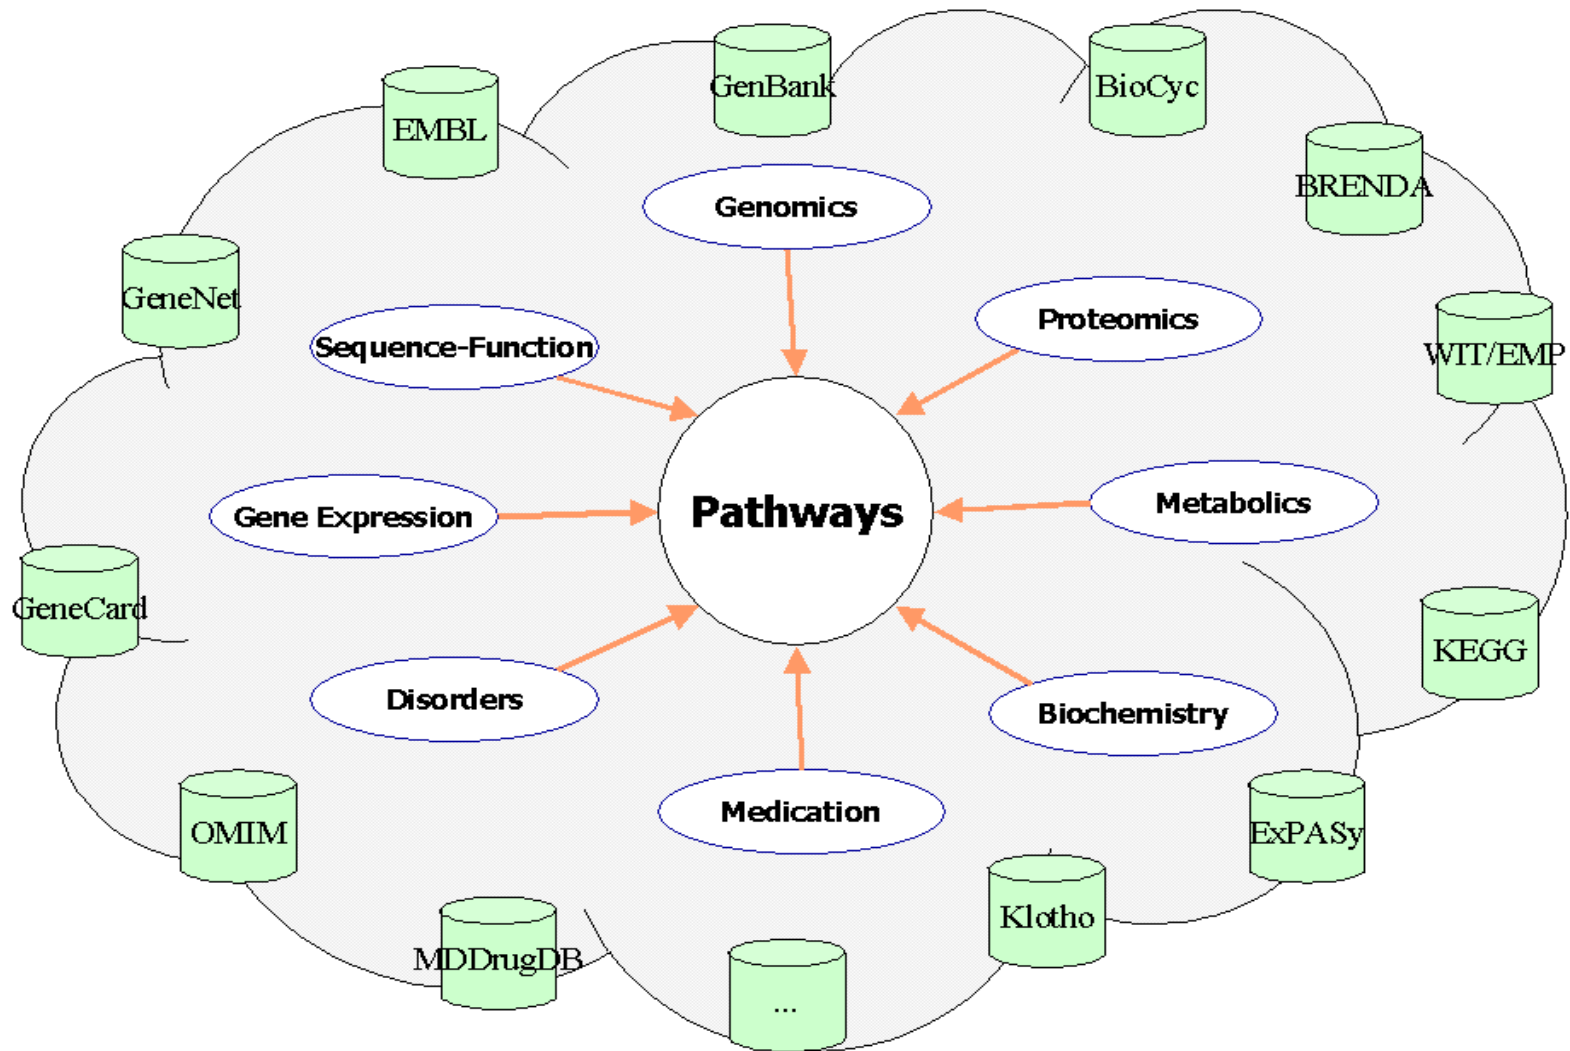 GenBank
BioCyc
EMBL
BRENDA
Genomics
GeneNet
Proteomics
Sequence-Function
WIT/EMP
Gene Expression
Pathways
Metabolics
GeneCard
KEGG
Disorders
Biochemistry
Medication
OMIM
ExPASy
Klotho
MDDrugDB
...